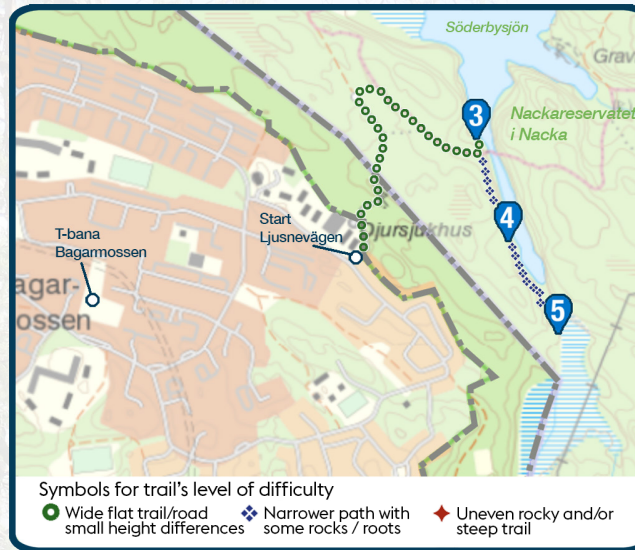 Söderbysjön
Grav
3
Nackareservatet
i Nacka
4
Start
Ljusnevägen
Djursjukhus
T-bana
Bagarmossen
agar-
ossen
5
Symbols for trail's level of difficulty
Wide flat trail/road
small height differences
Narrower path with
some rocks / roots
Uneven rocky and/or
steep trail